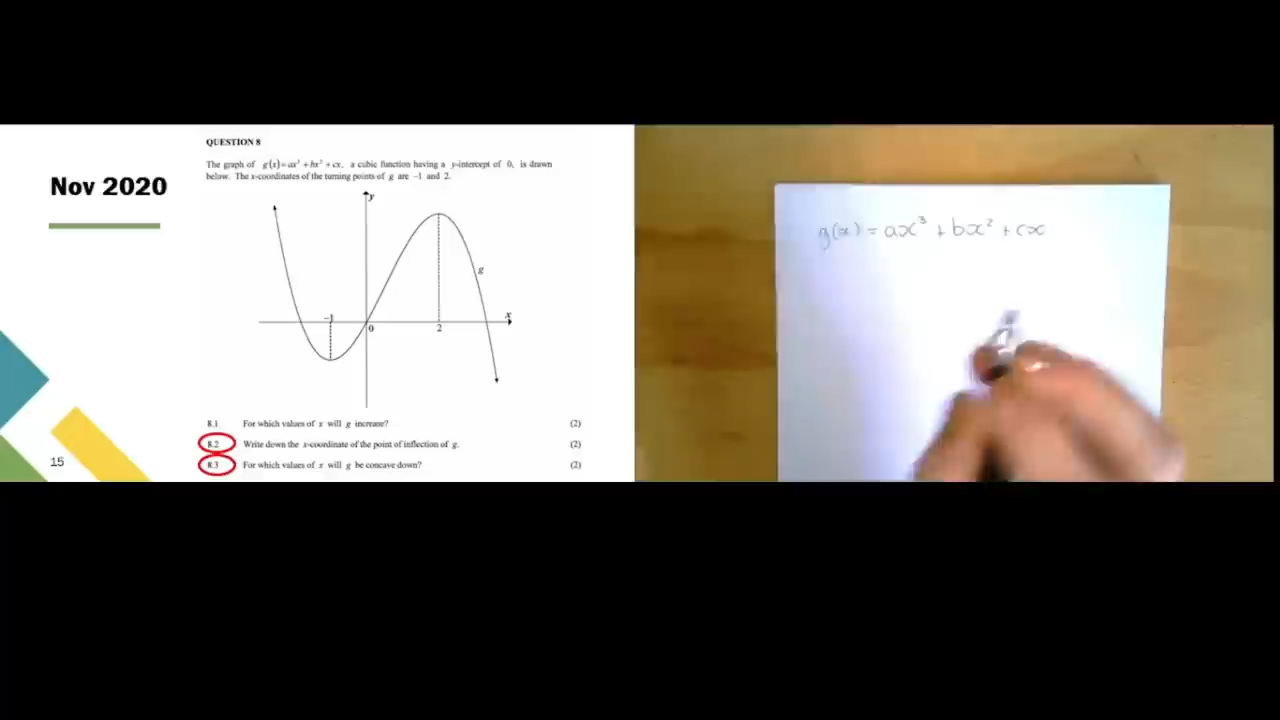 Nov 2020
15
QUESTION 8
The graph of g(x)=ax³ + bx² + cx, a cubic function having a y-intercept of 0, is drawn
below. The x-coordinates of the turning points of g are −1 and 2.
y
g
−1
x
0
2
8.1 For which values of x will g increase? (2)
8.2 Write down the x-coordinate of the point of inflection of g. (2)
8.3 For which values of x will g be concave down? (2)
g(x) = ax³ + bx² + cx